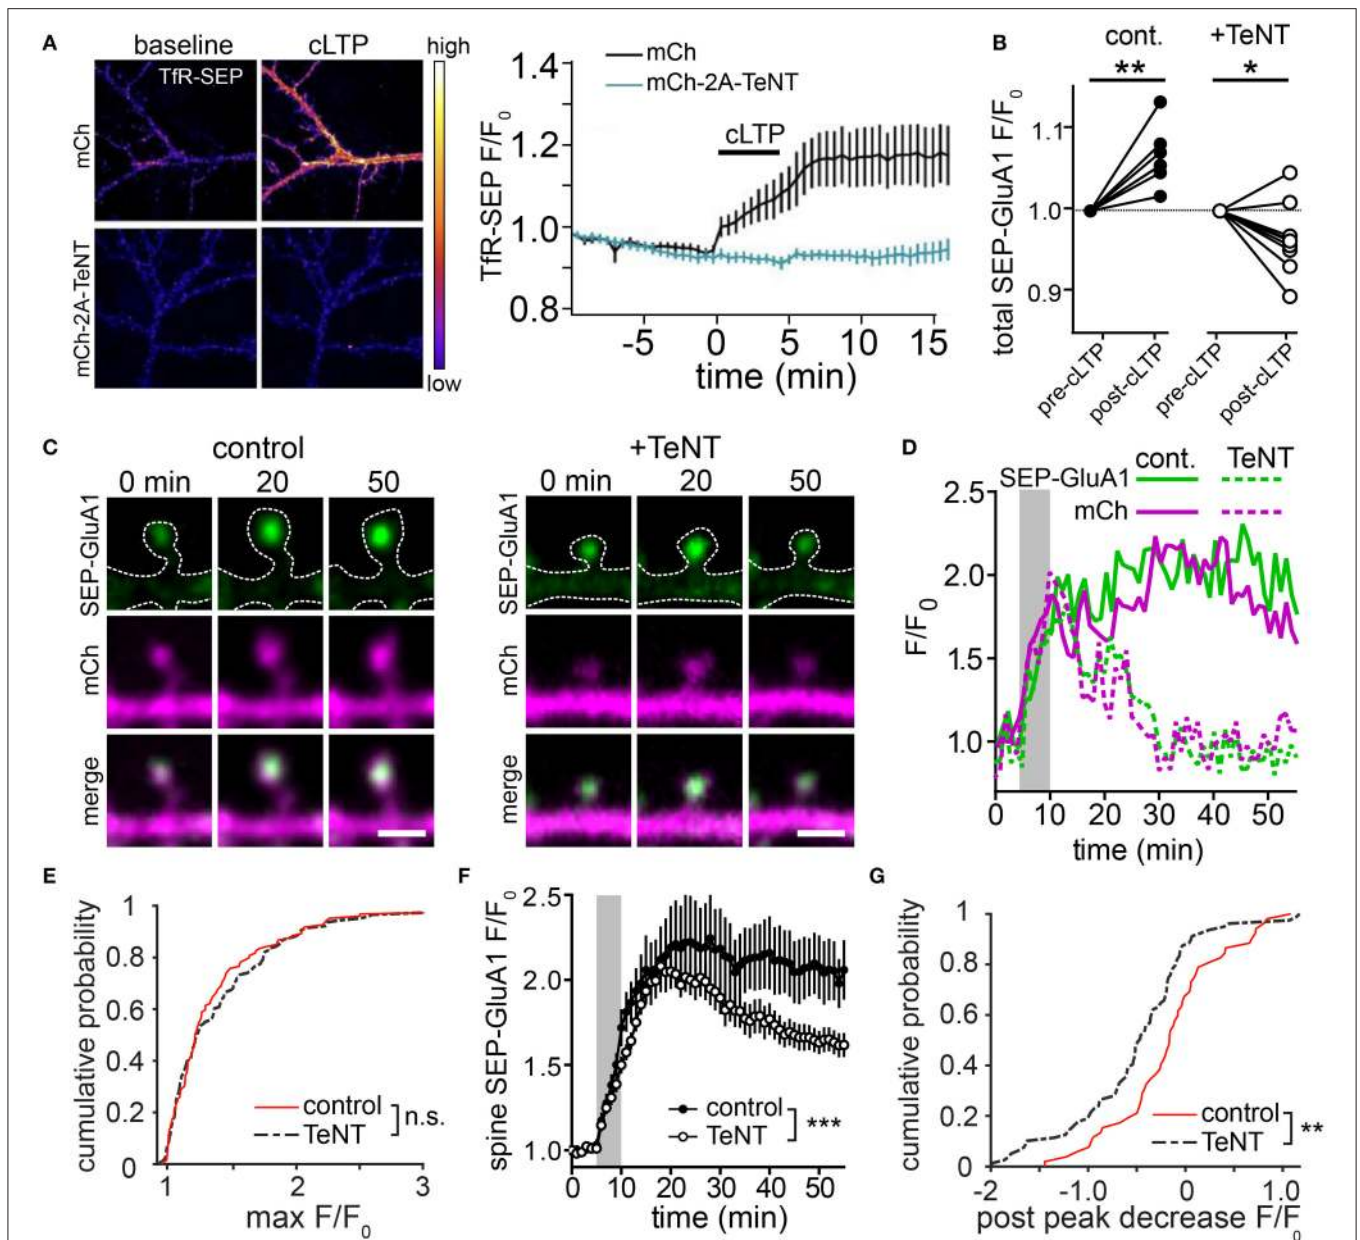 A
baseline
cLTP
high
TfR-SEP
mCh
mCh-2A-TeNT
low
TfR-SEP F/F0
1.4
1.2
1.0
0.8
mCh
mCh-2A-TeNT
cLTP
-5 0 5 10 15
time (min)
B
cont.
+TeNT
**
*
total SEP-GluA1 F/F0
1.10
1.0
0.9
pre-cLTP
post-cLTP
pre-cLTP
post-cLTP
C
control
0 min 20 50
SEP-GluA1
mCh
merge
+TeNT
0 min 20 50
SEP-GluA1
mCh
merge
D
cont. TeNT
SEP-GluA1
mCh
F/F0
2.5
2.0
1.5
1.0
0 10 20 30 40 50
time (min)
E
cumulative probability
1
0.8
0.6
0.4
0.2
0
control
TeNT
n.s.
1 2 3
max F/F0
F
spine SEP-GluA1 F/F0
2.5
2.0
1.5
1.0
control
TeNT
***
0 10 20 30 40 50
time (min)
G
cumulative probability
1
0.8
0.6
0.4
0.2
0
control
TeNT
**
-2 -1.0 0 1.0
post peak decrease F/F0